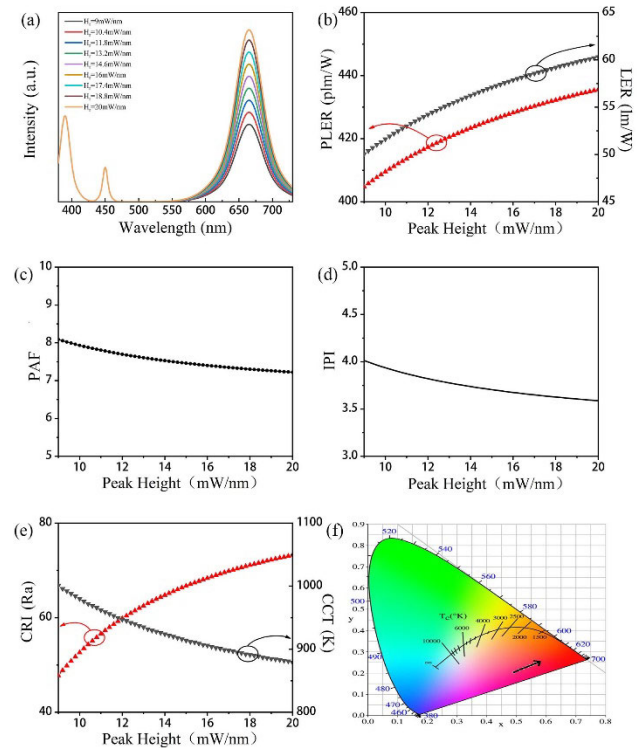 (a)
Intensity (a.u.)
H₁=9mW/nm
H₂=10.4mW/nm
H₃=11.8mW/nm
H₄=13.2mW/nm
H₅=14.6mW/nm
H₆=16mW/nm
H₇=17.4mW/nm
H₈=18.8mW/nm
H₉=20mW/nm
400 450 500 550 600 650 700
Wavelength (nm)
(b)
PLER (plm/W)
460
440
420
400
LER (lm/W)
65
60
55
50
45
10 12 14 16 18 20
Peak Height (mW/nm)
(c)
PAF
10
9
8
7
6
5
10 12 14 16 18 20
Peak Height（mW/nm）
(d)
IPI
5.0
4.5
4.0
3.5
3.0
10 12 14 16 18 20
Peak Height（mW/nm）
(e)
CRI (Ra)
80
60
40
CCT (K)
1100
1000
900
800
10 12 14 16 18 20
Peak Height（mW/nm）
(f)
0.9
0.8
0.7
0.6
0.5
0.4
0.3
0.2
0.1
0.0
y
520
540
560
580
600
620
700
500
490
480
470
460
380
Tc(°K)
∞
10000
6000
4000
3000
2500
2000
1500
0.0 0.1 0.2 0.3 0.4 0.5 0.6 0.7 0.8
x